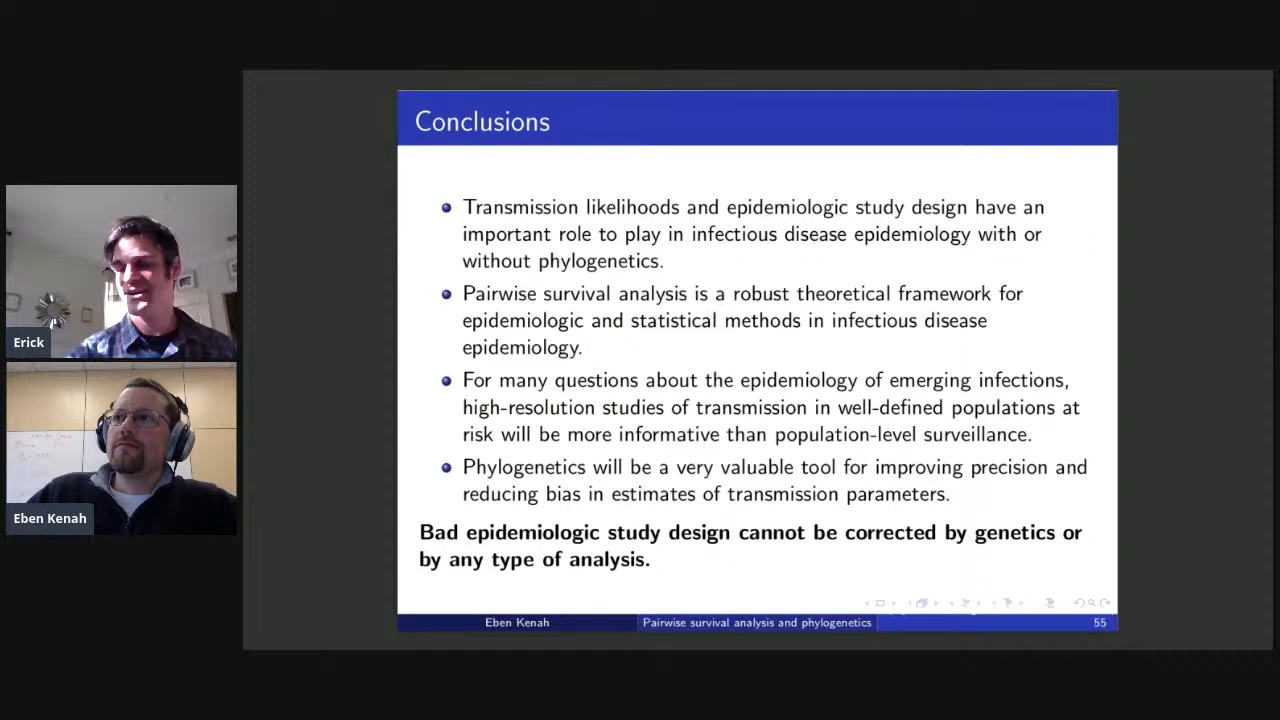 Conclusions
Transmission likelihoods and epidemiologic study design have an
important role to play in infectious disease epidemiology with or
without phylogenetics.
Pairwise survival analysis is a robust theoretical framework for
epidemiologic and statistical methods in infectious disease
epidemiology.
For many questions about the epidemiology of emerging infections,
high-resolution studies of transmission in well-defined populations at
risk will be more informative than population-level surveillance.
Phylogenetics will be a very valuable tool for improving precision and
reducing bias in estimates of transmission parameters.
Bad epidemiologic study design cannot be corrected by genetics or
by any type of analysis.
Eben Kenah
Pairwise survival analysis and phylogenetics
55
Erick
Eben Kenah